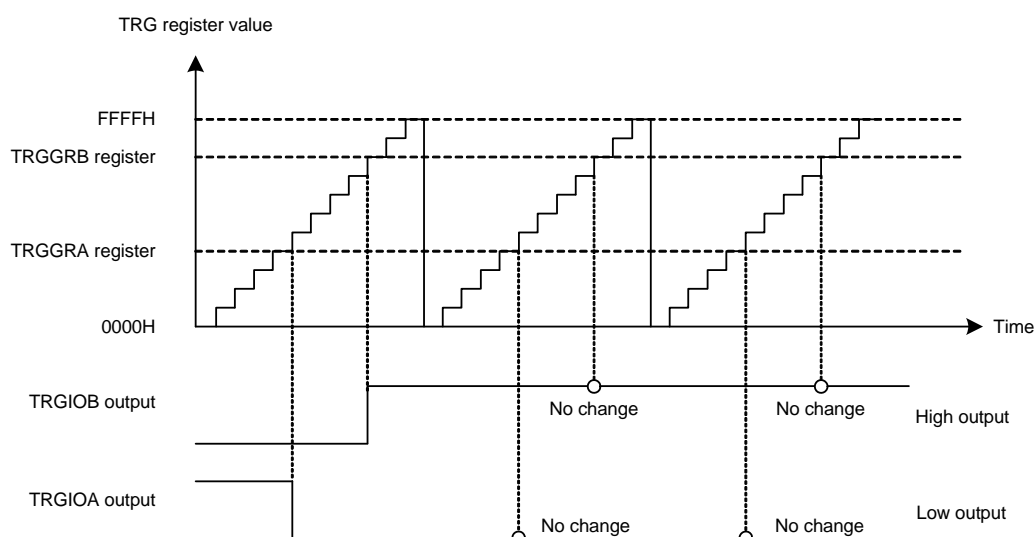 TRG register value
FFFFH
TRGGRB register
TRGGRA register
0000H
Time
TRGIOB output
No change
No change
High output
TRGIOA output
No change
No change
Low output